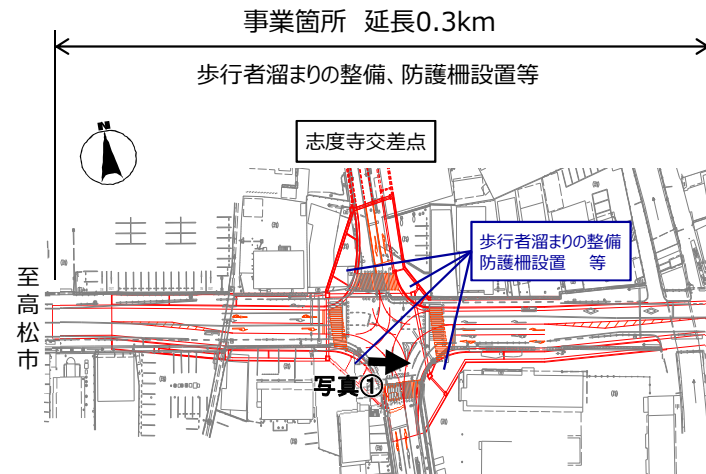 事業箇所 延長0.3km
歩行者溜まりの整備、防護柵設置等
N
志度寺交差点
歩行者溜まりの整備
防護柵設置 等
至高松市
写真①